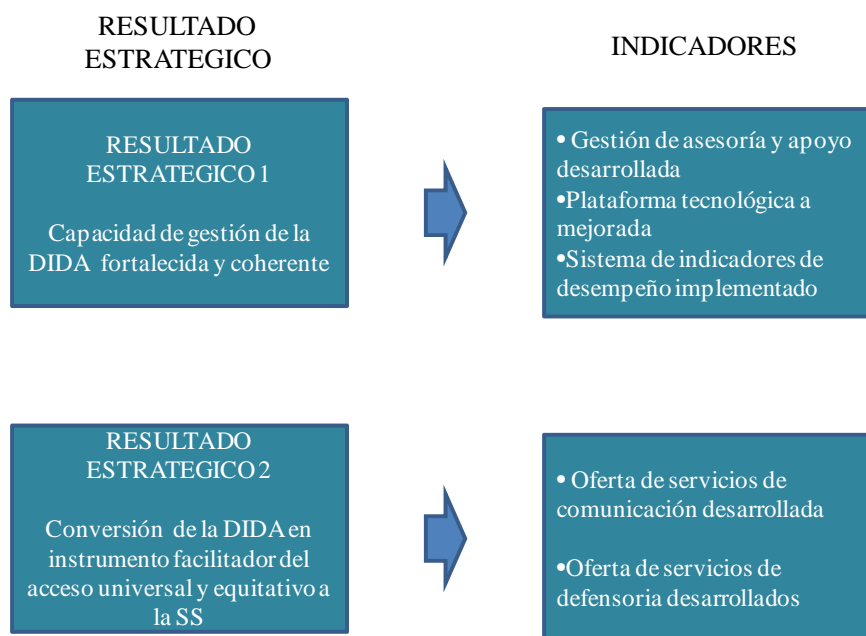 RESULTADO
ESTRATEGICO
INDICADORES
RESULTADO
ESTRATEGICO 1
Capacidad de gestión de la
DIDA fortalecida y coherente
• Gestión de asesoría y apoyo
desarrollada
•Plataforma tecnológica a
mejorada
•Sistema de indicadores de
desempeño implementado
RESULTADO
ESTRATEGICO 2
Conversión de la DIDA en
instrumento facilitador del
acceso universal y equitativo a
la SS
• Oferta de servicios de
comunicación desarrollada
•Oferta de servicios de
defensoria desarrollados